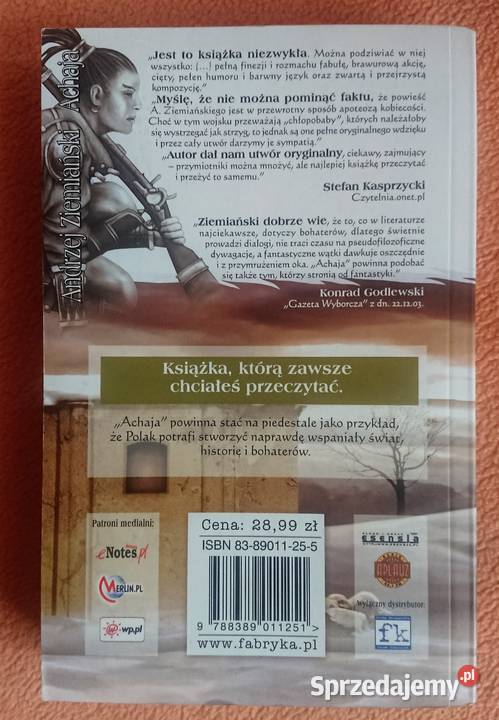 Andrzej Ziemiański Achaja
„Jest to książka niezwykła. Można podziwiać w niej
wszystko: [...] pełną finezji i rozmachu fabułę, brawurową akcję,
cięty, pełen humoru i barwny język oraz zwartą i przejrzystą
kompozycję."
„Myślę, że nie można pominąć faktu, że powieść
A. Ziemiańskiego jest w przewrotny sposób apoteozą kobiecości.
Choć w tym wojsku przeważają „chłopobaby", których należałoby
się wystrzegać jak strzyg, to jednak są one pełne oryginalnego wdzięku
i przez cały utwór darzymy je sympatią."
„Autor dał nam utwór oryginalny, ciekawy, zajmujący
– przymiotniki można mnożyć, ale najlepiej książkę przeczytać
i przeżyć to samemu."
Stefan Kasprzycki
Czytelnia.onet.pl
„Ziemiański dobrze wie, że to, co w literaturze
najciekawsze, dotyczy bohaterów, dlatego świetnie
prowadzi dialogi, nie traci czasu na pseudofilozoficzne
dywagacje, a fantastyczne wątki dawkuje oszczędnie
i z przymrużeniem oka. „Achaja" powinna podobać
się także tym, którzy stronią od fantastyki."
Konrad Godlewski
„Gazeta Wyborcza" z dn. 22.12.03.
Książka, którą zawsze
chciałeś przeczytać.
„Achaja" powinna stać na piedestale jako przykład,
że Polak potrafi stworzyć naprawdę wspaniały świat,
historię i bohaterów.
Patroni medialni:
eNotes.pl
MERLIN.PL
wp.pl
Cena: 28,99 zł
ISBN 83-89011-25-5
9 788389 011251 >
www.fabryka.pl
esensja
APLAUZ
Wyłączny dystrybutor:
fk
Sprzedajemy.pl